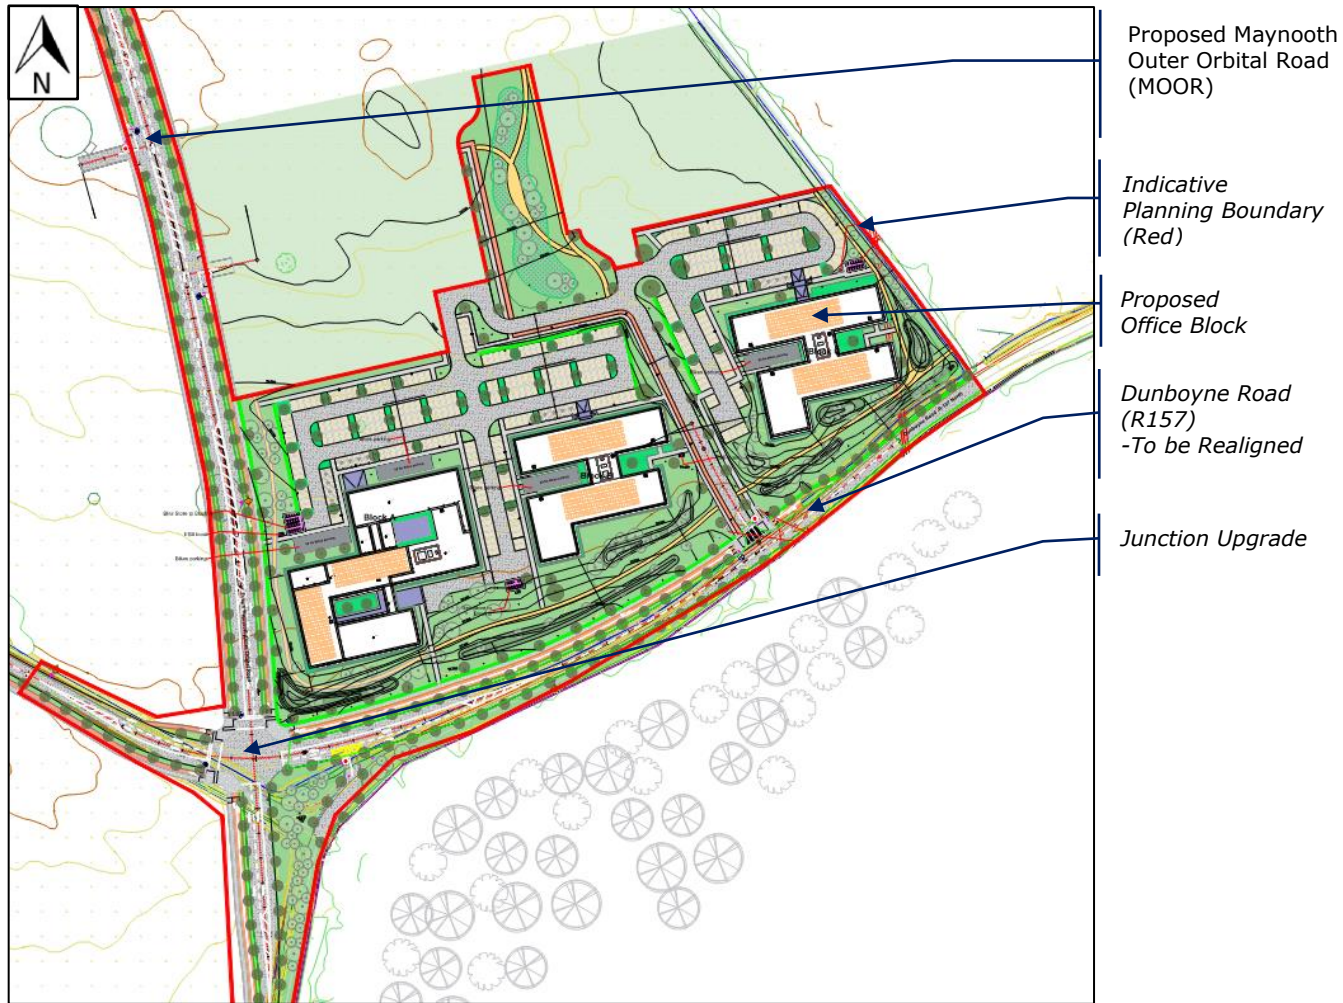 N
Proposed Maynooth
Outer Orbital Road
(MOOR)
Indicative
Planning Boundary
(Red)
Proposed
Office Block
Dunboyne Road
(R157)
-To be Realigned
Junction Upgrade
Block A